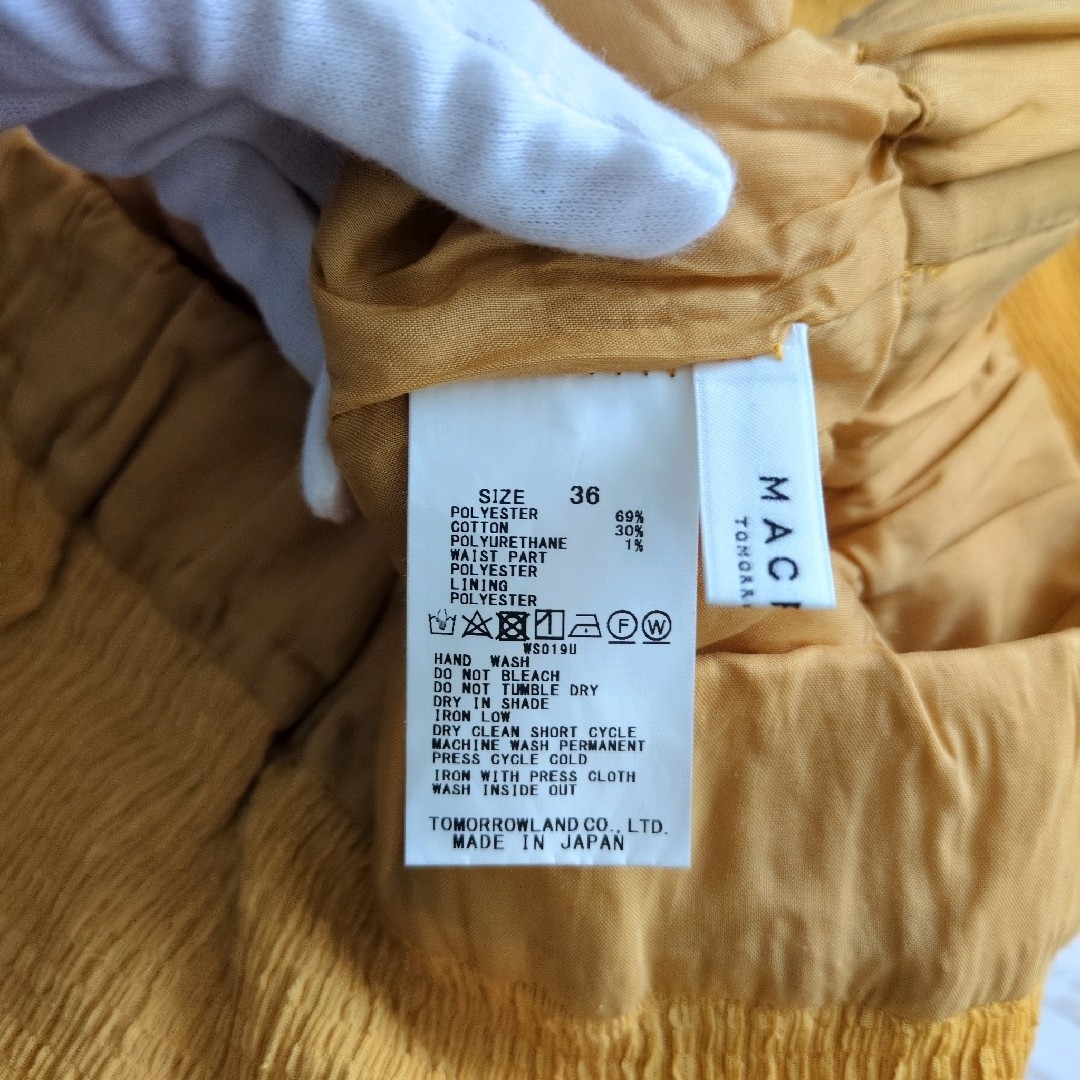 SIZE 36
POLYESTER 69%
COTTON 30%
POLYURETHANE 1%
WAIST PART
POLYESTER
LINING
POLYESTER
F W
WS019U
HAND WASH
DO NOT BLEACH
DO NOT TUMBLE DRY
DRY IN SHADE
IRON LOW
DRY CLEAN SHORT CYCLE
MACHINE WASH PERMANENT
PRESS CYCLE COLD
IRON WITH PRESS CLOTH
WASH INSIDE OUT
TOMORROWLAND CO., LTD.
MADE IN JAPAN